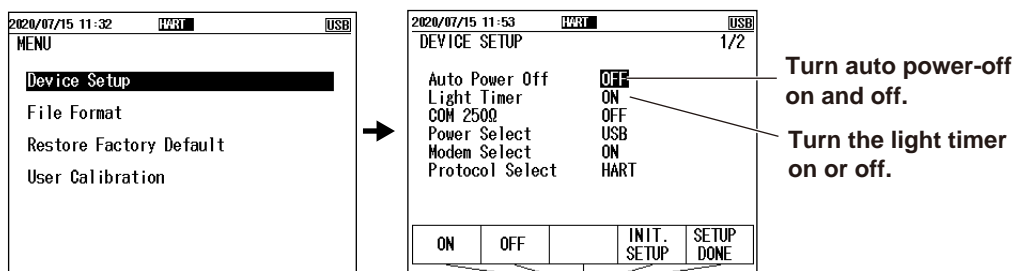 2020/07/15 11:32 HART USB
MENU
Device Setup
File Format
Restore Factory Default
User Calibration
2020/07/15 11:53 HART USB
DEVICE SETUP 1/2
Auto Power Off OFF
Light Timer ON
COM 250Ω OFF
Power Select USB
Modem Select ON
Protocol Select HART
ON OFF INIT. SETUP SETUP DONE
Turn auto power-off
on and off.
Turn the light timer
on or off.